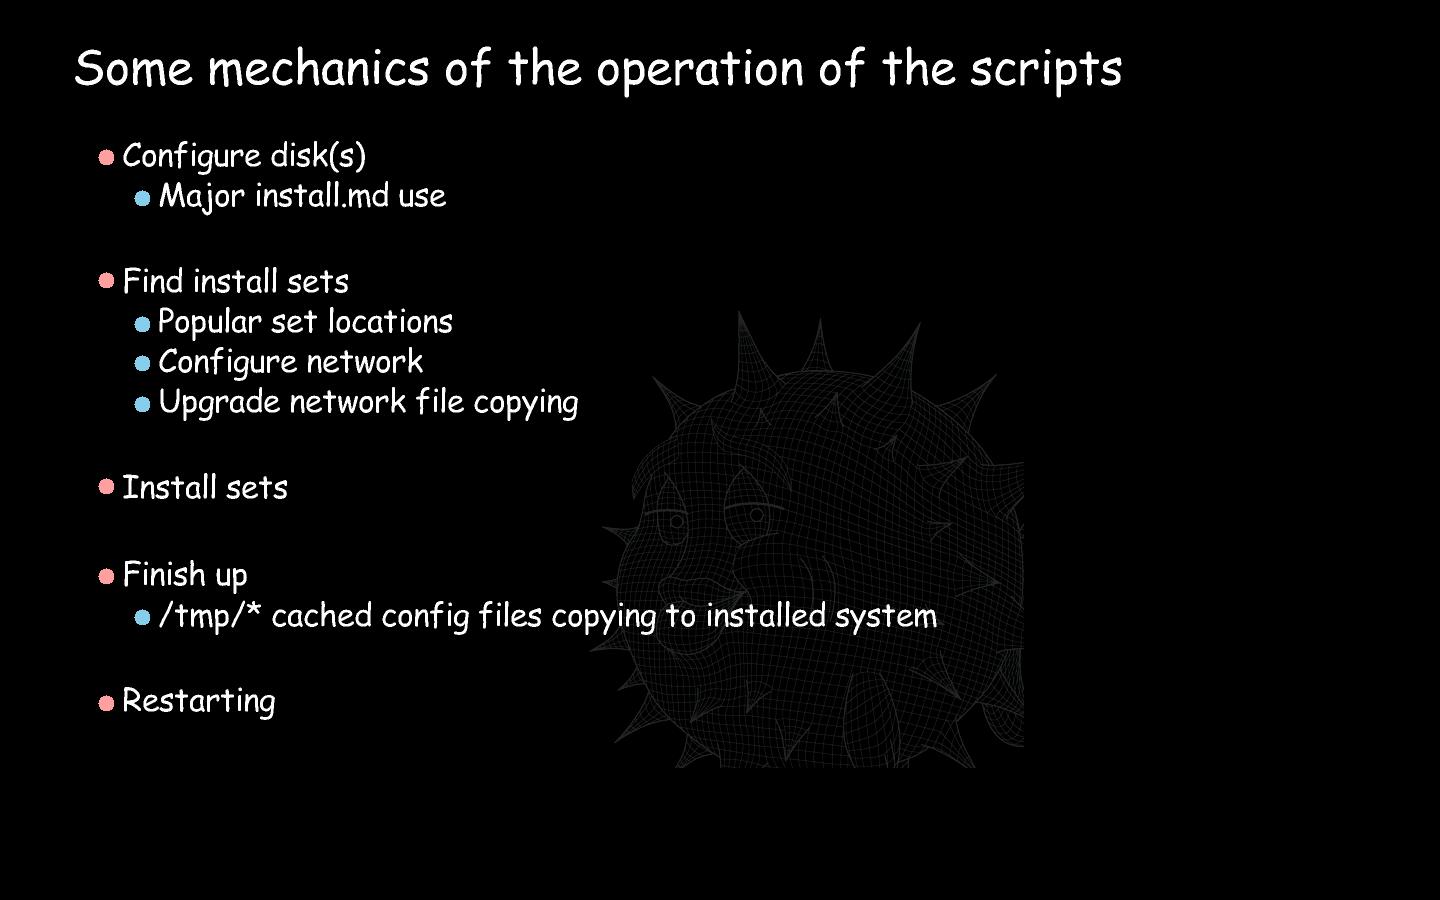 Some mechanics of the operation of the scripts
Configure disk(s)
Major install.md use
Find install sets
Popular set locations
Configure network
Upgrade network file copying
Install sets
Finish up
/tmp/* cached config files copying to installed system
Restarting